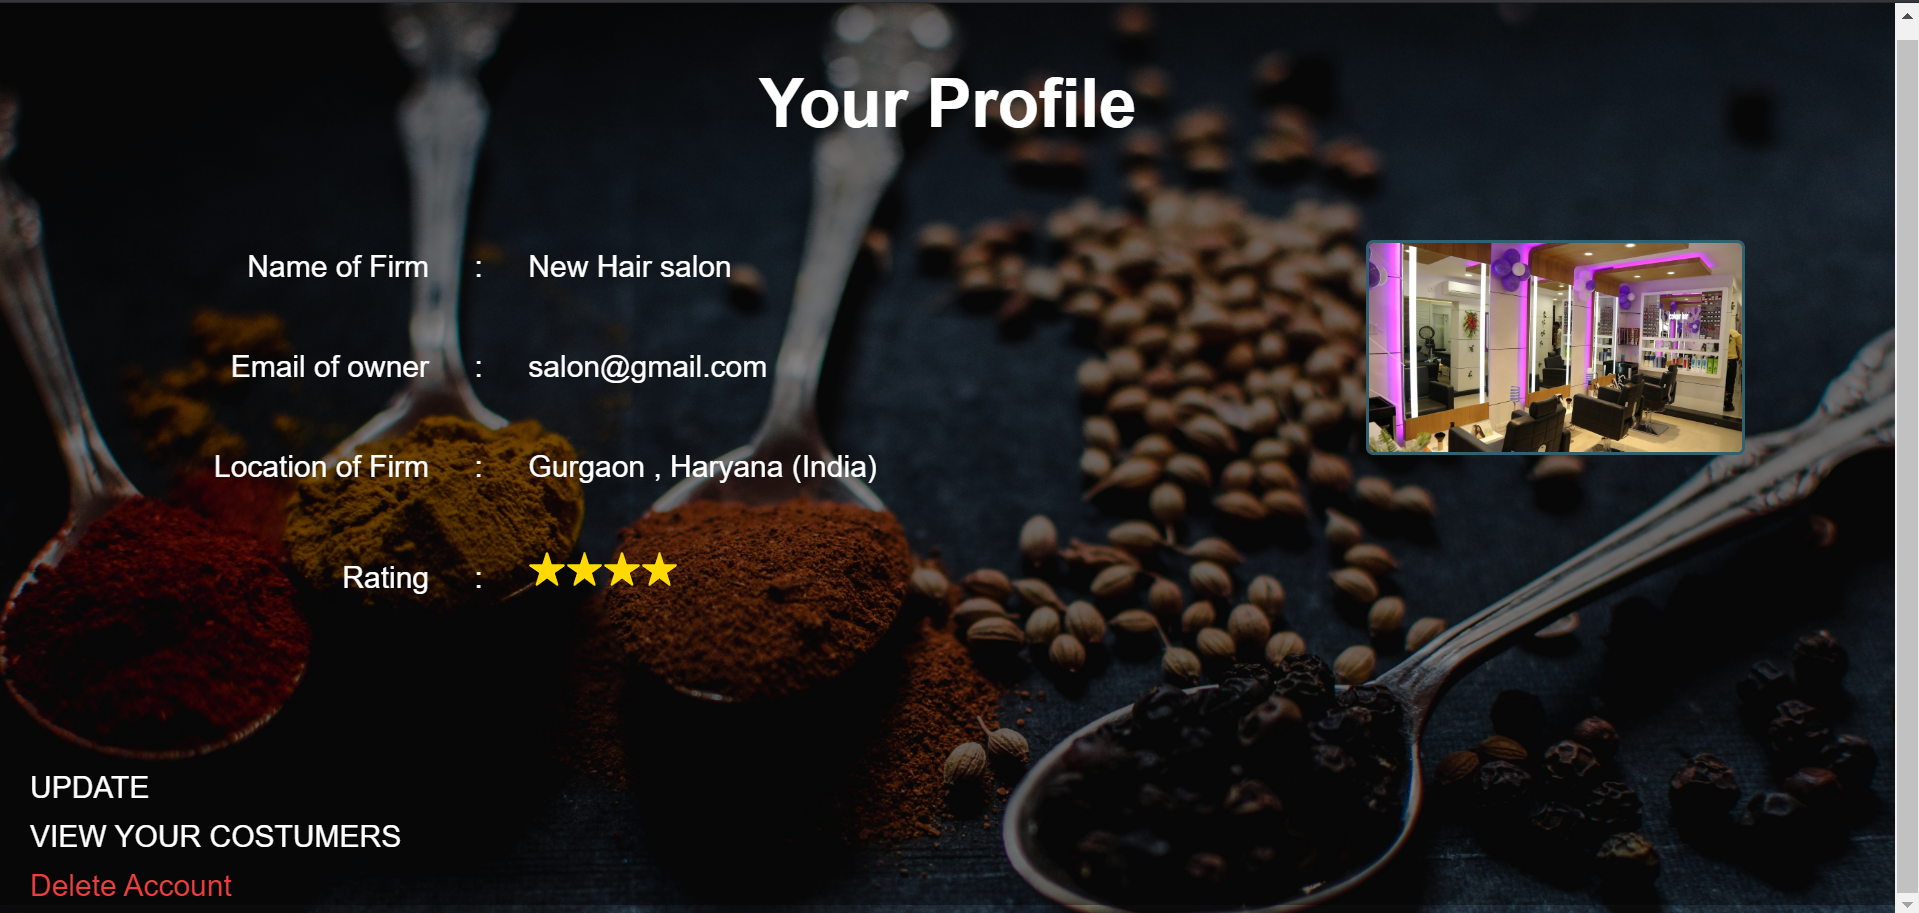 Your Profile
Name of Firm : New Hair salon
Email of owner : salon@gmail.com
Location of Firm : Gurgaon , Haryana (India)
Rating : ★★★★
UPDATE
VIEW YOUR COSTUMERS
Delete Account